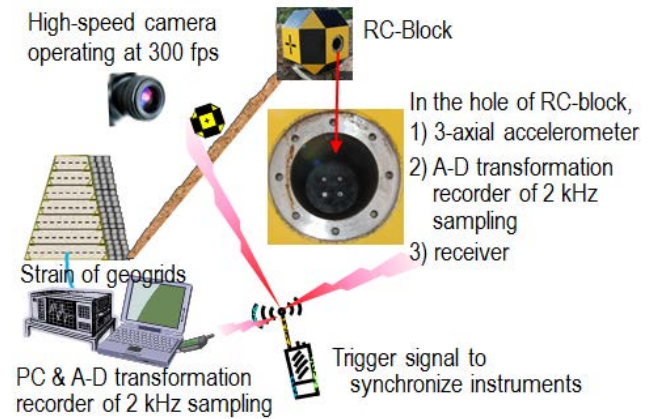 High-speed camera
operating at 300 fps
RC-Block
In the hole of RC-block,
1) 3-axial accelerometer
2) A-D transformation
recorder of 2 kHz
sampling
3) receiver
Strain of geogrids
PC & A-D transformation
recorder of 2 kHz sampling
Trigger signal to
synchronize instruments